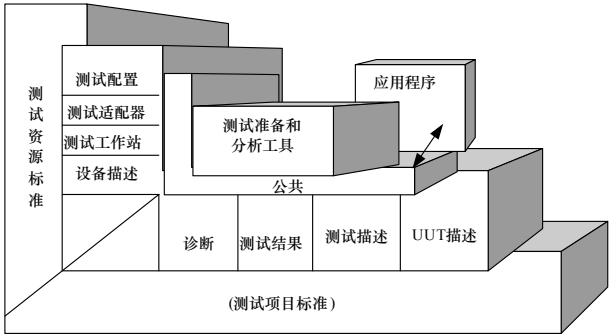 测试资源标准
测试配置
测试适配器
测试工作站
设备描述
测试准备和
分析工具
应用程序
公共
诊断
测试结果
测试描述
UUT描述
(测试项目标准)